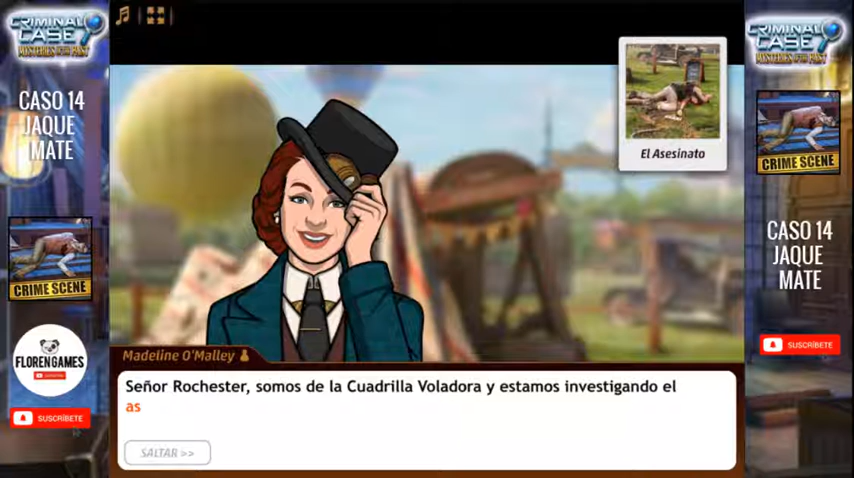 CRIMINAL
CASE
MYSTERIES OF THE PAST
CASO 14
JAQUE
MATE
CRIME SCENE
FLORENGAMES
SUSCRÍBETE
El Asesinato
Madeline O'Malley
Señor Rochester, somos de la Cuadrilla Voladora y estamos investigando el
as
SALTAR >>
CRIMINAL
CASE
MYSTERIES OF THE PAST
CRIME SCENE
CASO 14
JAQUE
MATE
SUSCRÍBETE